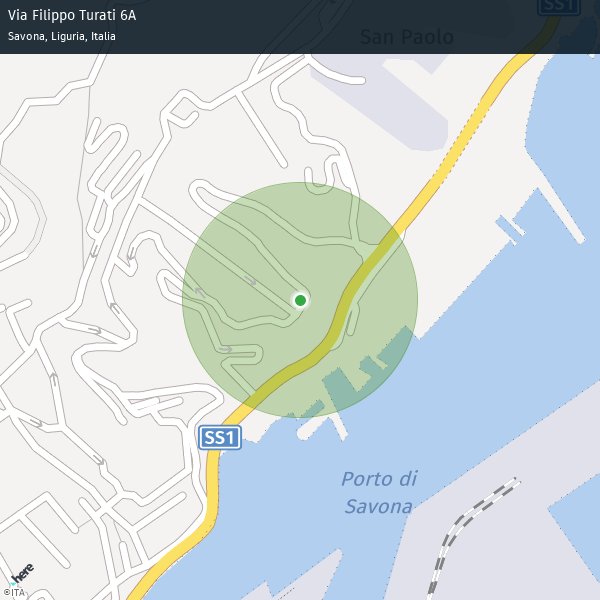 Via Filippo Turati 6A
Savona, Liguria, Italia
SS1
San Paolo
SS1
Porto di
Savona
here
©ITA